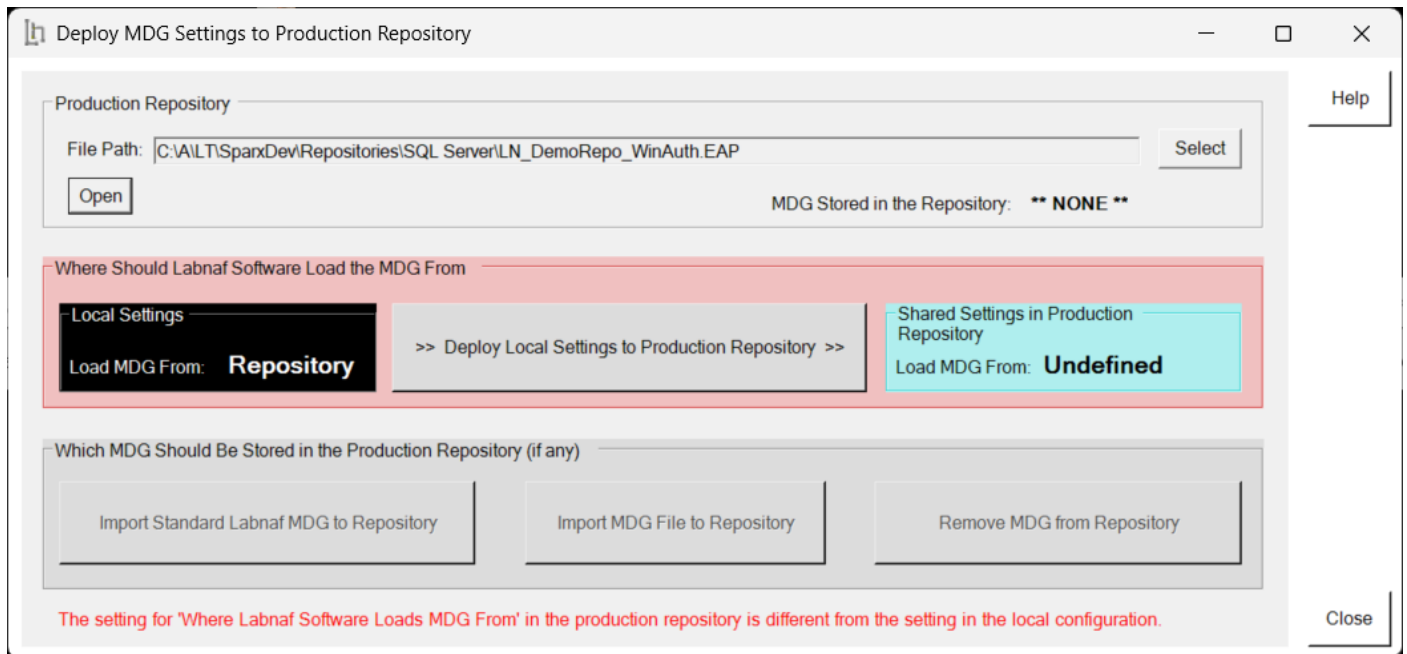 Deploy MDG Settings to Production Repository
Help
Production Repository
File Path: C:\A\LT\SparxDev\Repositories\SQL Server\LN_DemoRepo_WinAuth.EAP
Select
Open
MDG Stored in the Repository: ** NONE **
Where Should Labnaf Software Load the MDG From
Local Settings
Load MDG From: Repository
>> Deploy Local Settings to Production Repository >>
Shared Settings in Production
Repository
Load MDG From: Undefined
Which MDG Should Be Stored in the Production Repository (if any)
Import Standard Labnaf MDG to Repository
Import MDG File to Repository
Remove MDG from Repository
The setting for 'Where Labnaf Software Loads MDG From' in the production repository is different from the setting in the local configuration.
Close